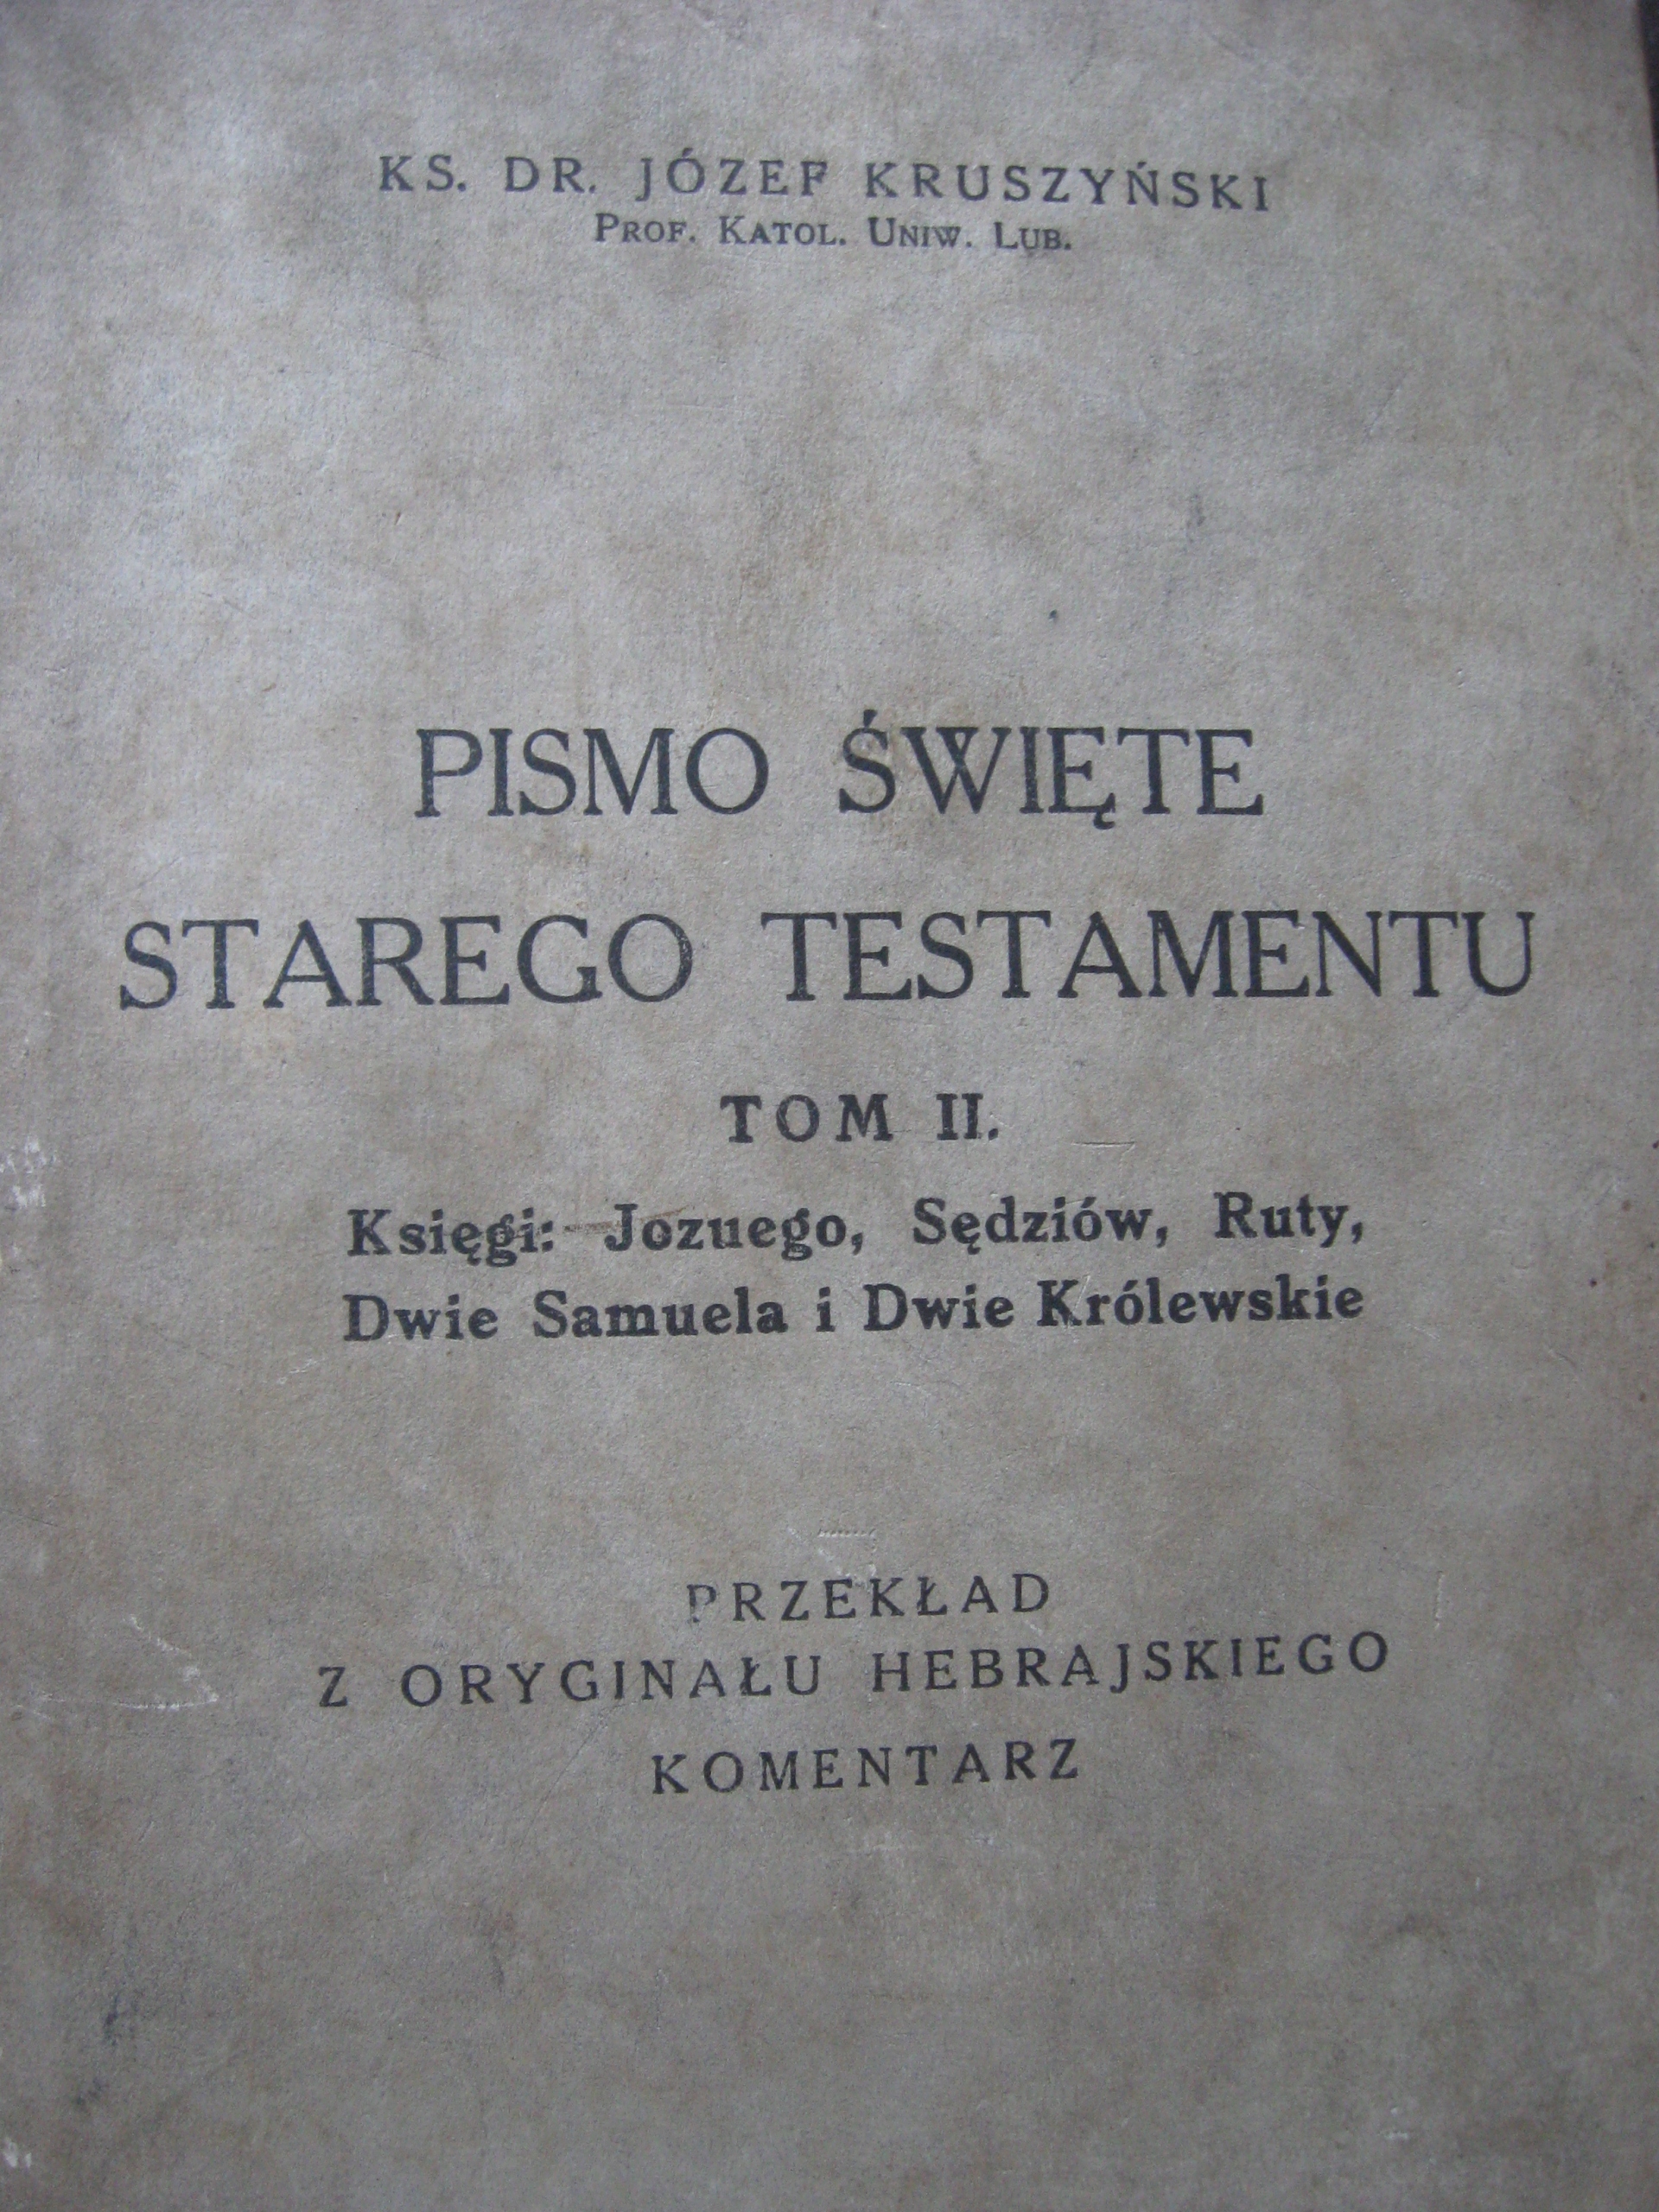 KS. DR. JÓZEF KRUSZYŃSKI
PROF. KATOL. UNIW. LUB.
PISMO ŚWIĘTE
STAREGO TESTAMENTU
TOM II.
Księgi: Jozuego, Sędziów, Ruty,
Dwie Samuela i Dwie Królewskie
PRZEKŁAD
Z ORYGINAŁU HEBRAJSKIEGO
KOMENTARZ